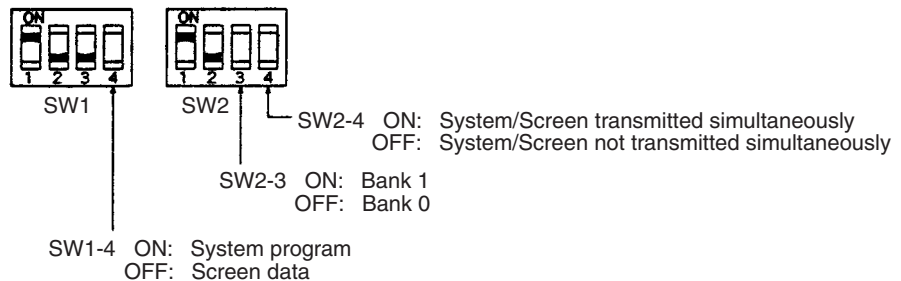 ON ON
1 2 3 4 1 2 3 4
SW1 SW2
SW2-4 ON: System/Screen transmitted simultaneously
OFF: System/Screen not transmitted simultaneously
SW2-3 ON: Bank 1
OFF: Bank 0
SW1-4 ON: System program
OFF: Screen data